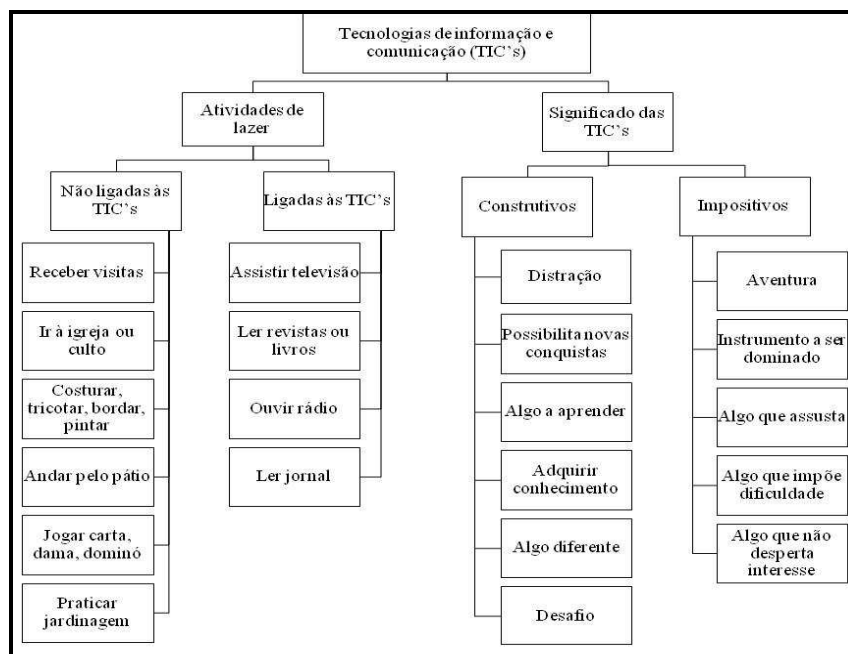 Tecnologias de informação e
comunicação (TIC's)
Atividades de
lazer
Significado das
TIC's
Não ligadas às
TIC's
Ligadas às TIC's
Construtivos
Impositivos
Receber visitas
Ir à igreja ou
culto
Costurar,
tricotar, bordar,
pintar
Andar pelo pátio
Jogar carta,
dama, dominó
Praticar
jardinagem
Assistir televisão
Ler revistas ou
livros
Ouvir rádio
Ler jornal
Distração
Possibilita novas
conquistas
Algo a aprender
Adquirir
conhecimento
Algo diferente
Desafio
Aventura
Instrumento a ser
dominado
Algo que assusta
Algo que impõe
dificuldade
Algo que não
desperta
interesse